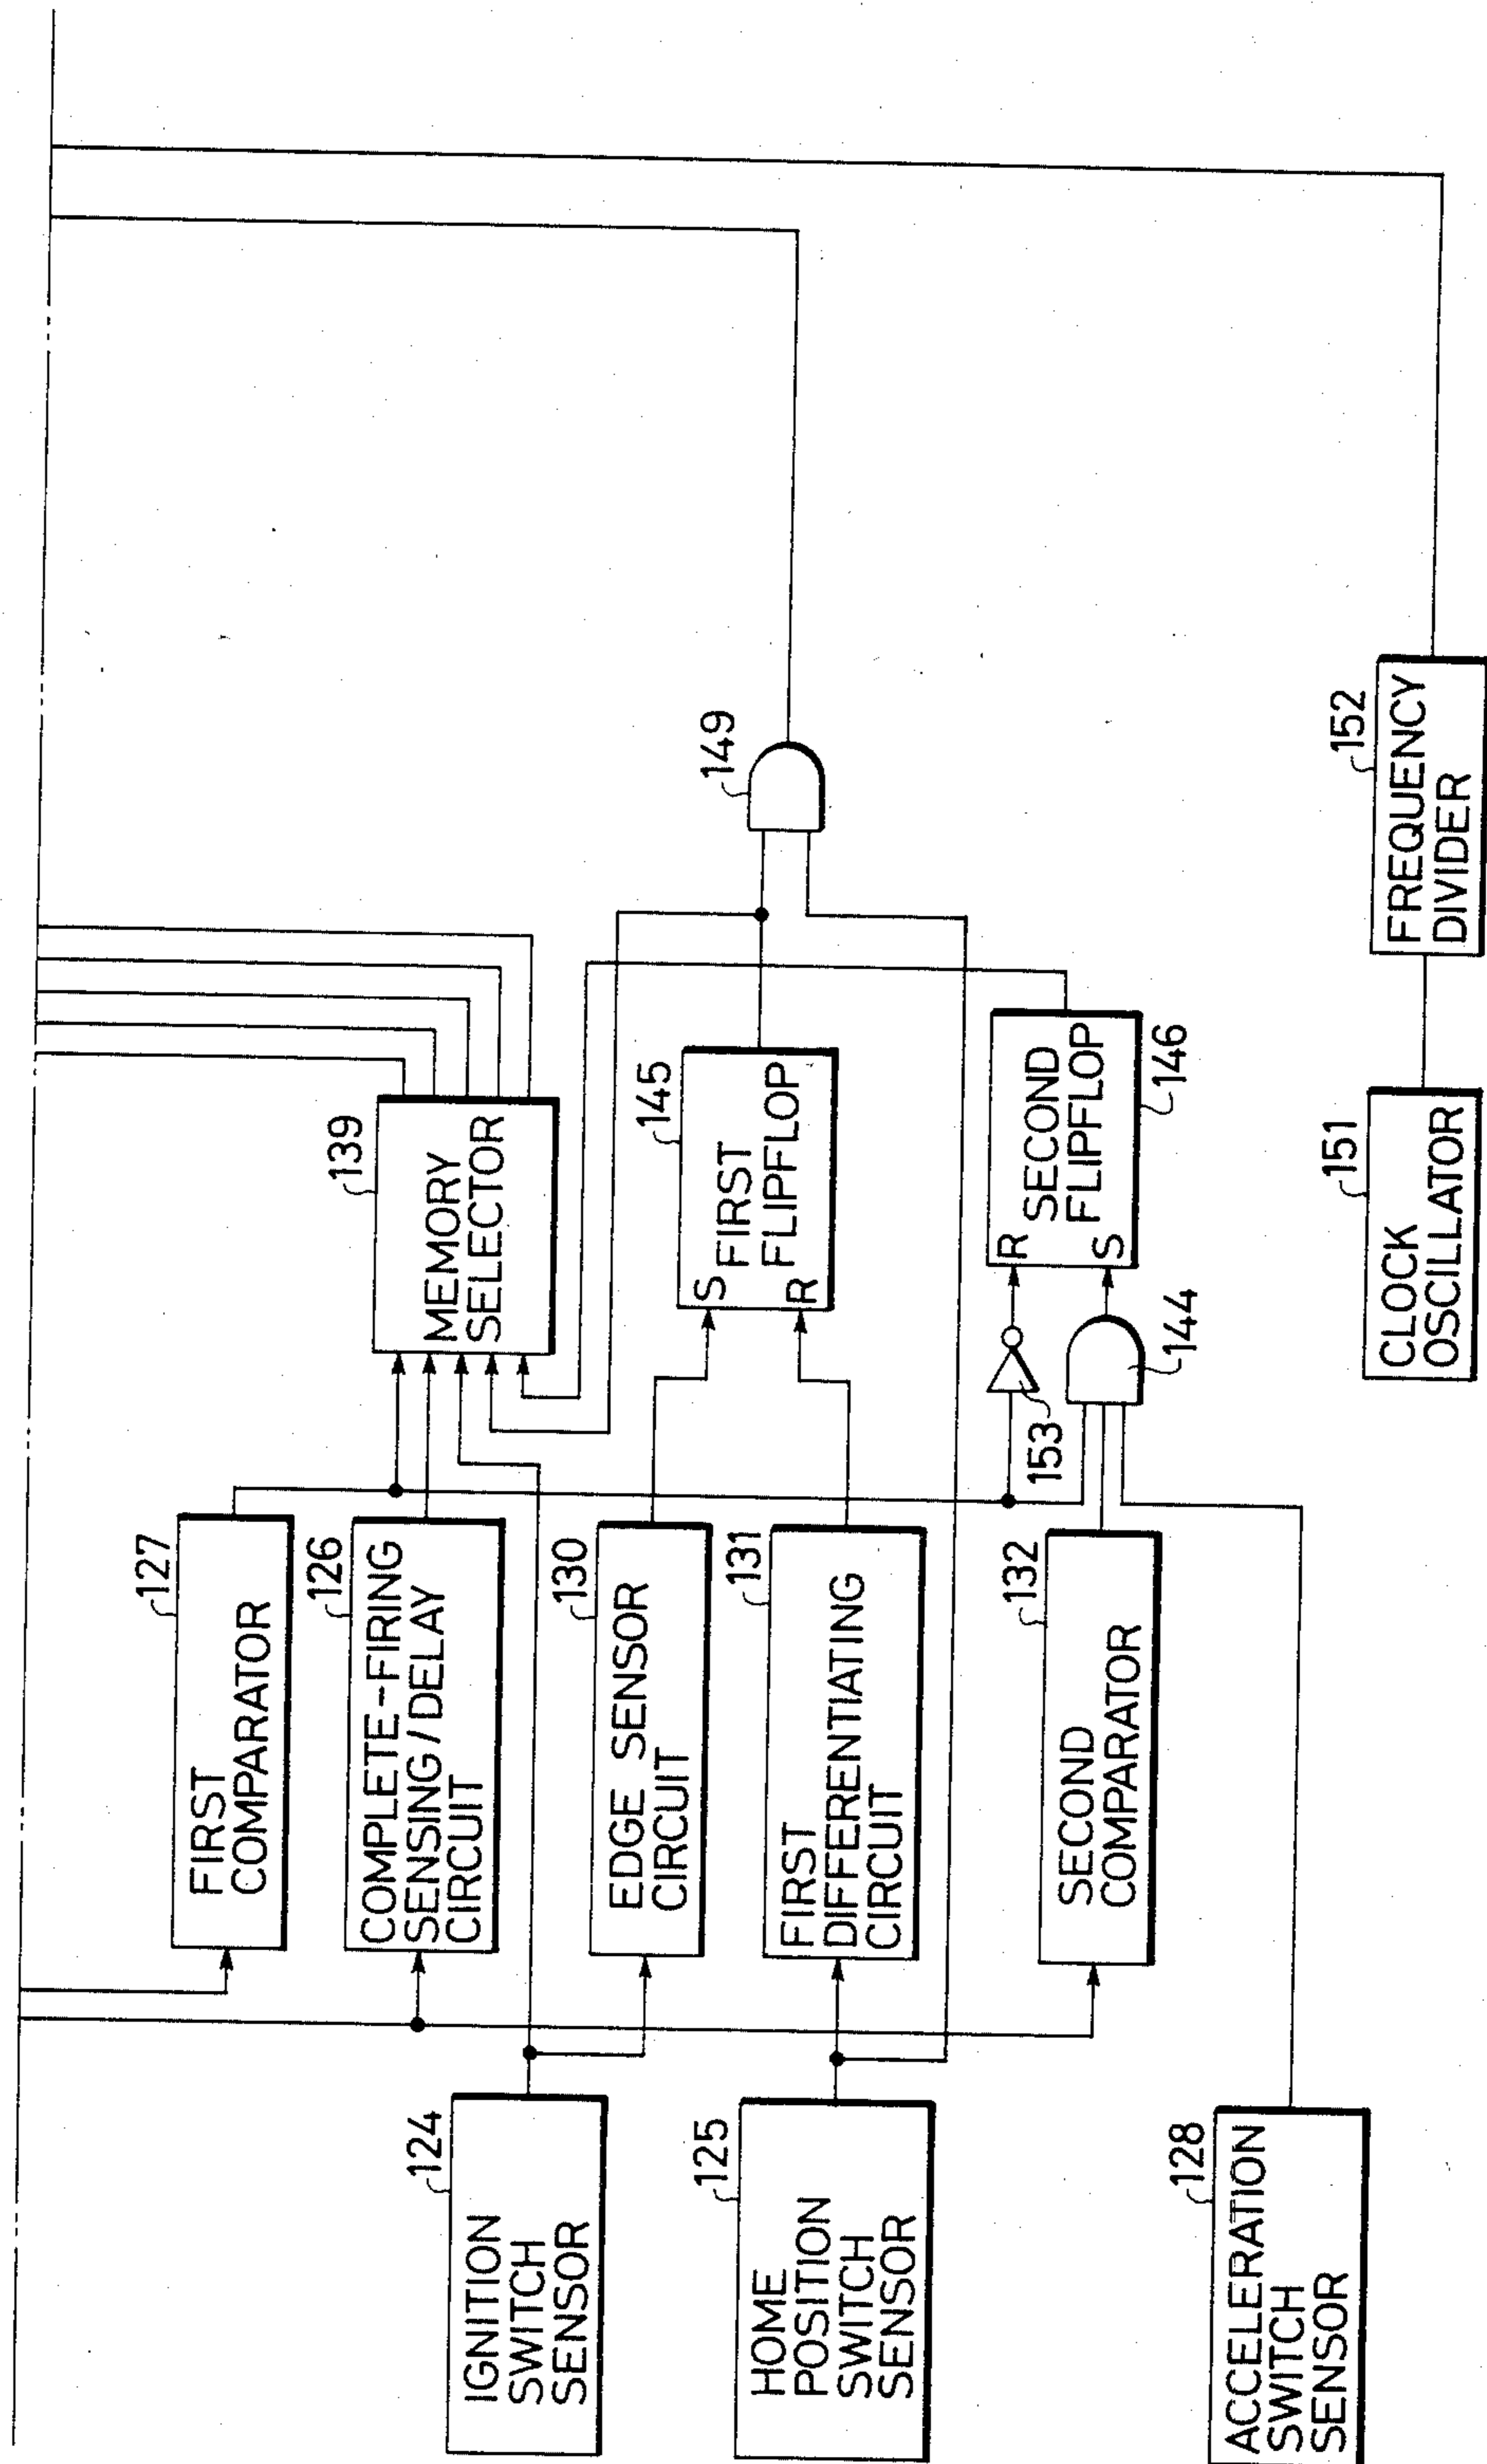 127
FIRST
COMPARATOR
139
MEMORY
SELECTOR
126
COMPLETE-FIRING
SENSING/DELAY
CIRCUIT
124
IGNITION
SWITCH
SENSOR
130
EDGE SENSOR
CIRCUIT
145
S
FIRST
FLIPFLOP
R
149
125
HOME
POSITION
SWITCH
SENSOR
131
FIRST
DIFFERENTIATING
CIRCUIT
153
R
SECOND
FLIPFLOP
S
146
144
132
SECOND
COMPARATOR
128
ACCELERATION
SWITCH
SENSOR
151
CLOCK
OSCILLATOR
152
FREQUENCY
DIVIDER